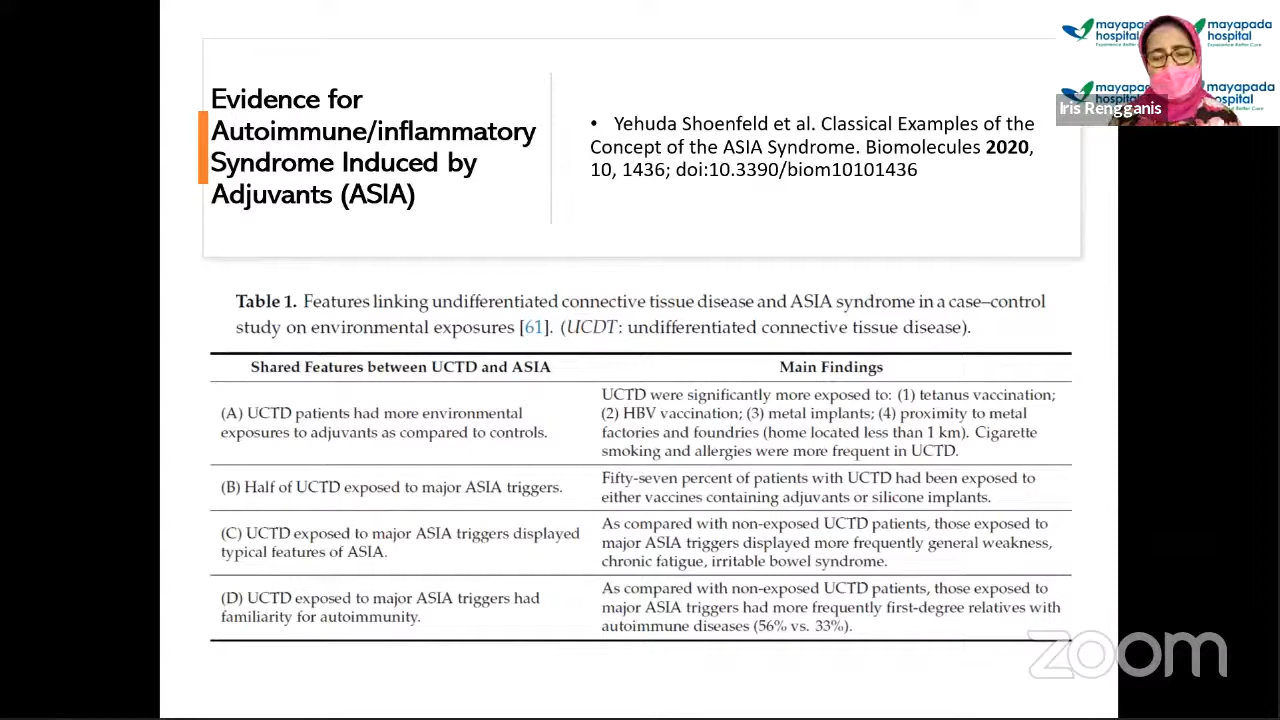 Evidence for
Autoimmune/inflammatory
Syndrome Induced by
Adjuvants (ASIA)
• Yehuda Shoenfeld et al. Classical Examples of the
Concept of the ASIA Syndrome. Biomolecules 2020,
10, 1436; doi:10.3390/biom10101436
mayapada
hospital
Experience Better Care
mayapada
hospital
Experience Better Care
mayapada
mayapada
hospital
Iris Rengganis
Table 1. Features linking undifferentiated connective tissue disease and ASIA syndrome in a case–control
study on environmental exposures [61]. (UCDT: undifferentiated connective tissue disease).
Shared Features between UCTD and ASIA
Main Findings
(A) UCTD patients had more environmental
exposures to adjuvants as compared to controls.
UCTD were significantly more exposed to: (1) tetanus vaccination;
(2) HBV vaccination; (3) metal implants; (4) proximity to metal
factories and foundries (home located less than 1 km). Cigarette
smoking and allergies were more frequent in UCTD.
(B) Half of UCTD exposed to major ASIA triggers.
Fifty-seven percent of patients with UCTD had been exposed to
either vaccines containing adjuvants or silicone implants.
(C) UCTD exposed to major ASIA triggers displayed
typical features of ASIA.
As compared with non-exposed UCTD patients, those exposed to
major ASIA triggers displayed more frequently general weakness,
chronic fatigue, irritable bowel syndrome.
(D) UCTD exposed to major ASIA triggers had
familiarity for autoimmunity.
As compared with non-exposed UCTD patients, those exposed to
major ASIA triggers had more frequently first-degree relatives with
autoimmune diseases (56% vs. 33%).
zoom